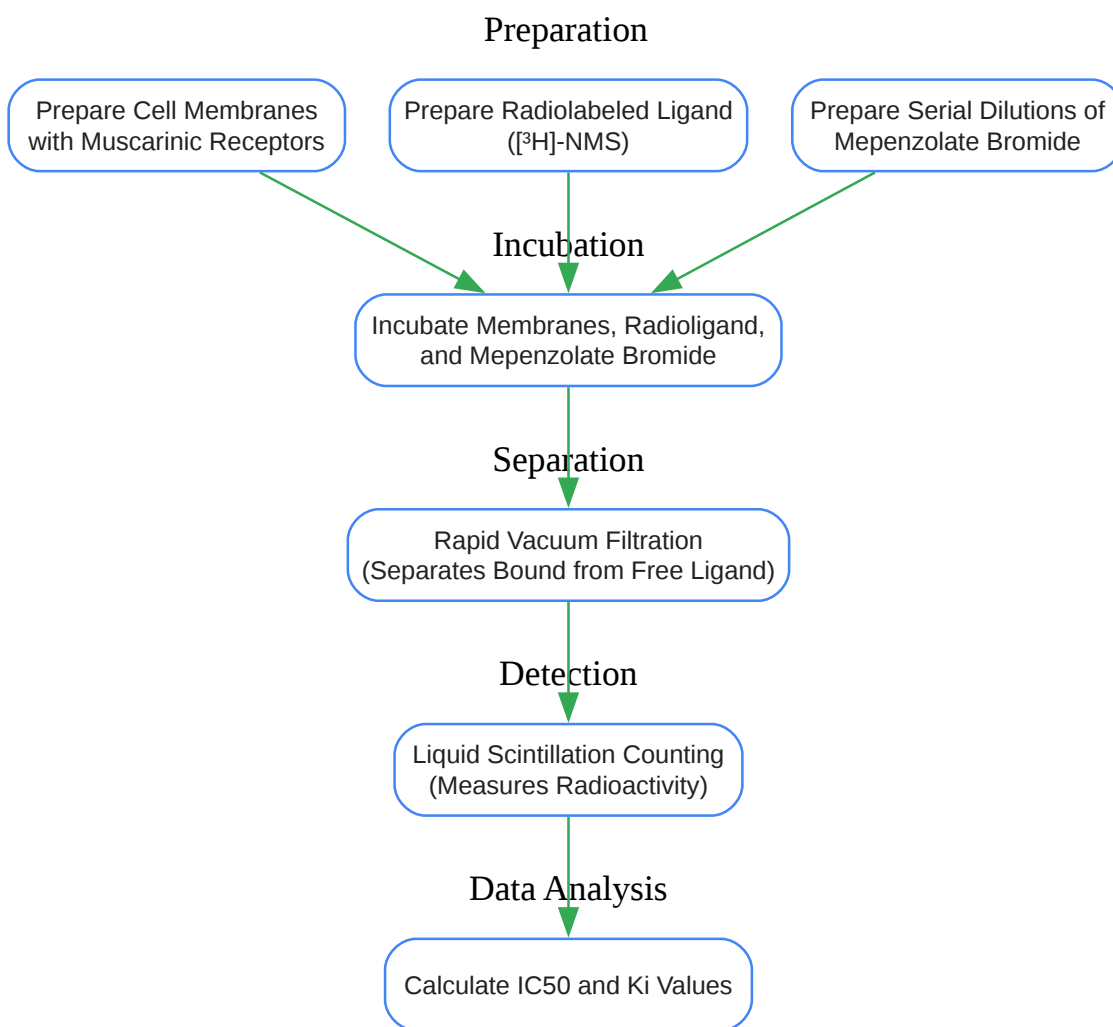 Preparation
Prepare Cell Membranes
with Muscarinic Receptors
Prepare Radiolabeled Ligand
([³H]-NMS)
Prepare Serial Dilutions of
Mepenzolate Bromide
Incubation
Incubate Membranes, Radioligand,
and Mepenzolate Bromide
Separation
Rapid Vacuum Filtration
(Separates Bound from Free Ligand)
Detection
Liquid Scintillation Counting
(Measures Radioactivity)
Data Analysis
Calculate IC50 and Ki Values